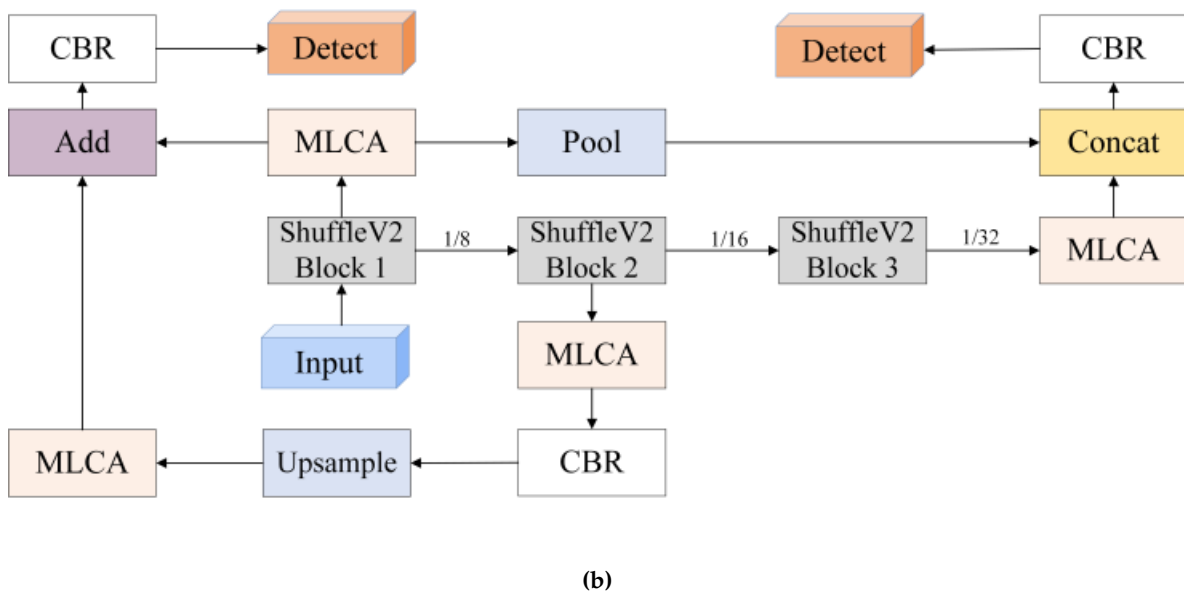 CBR
Detect
Detect
CBR
Add
MLCA
Pool
Concat
ShuffleV2
Block 1
1/8
ShuffleV2
Block 2
1/16
ShuffleV2
Block 3
1/32
MLCA
Input
MLCA
MLCA
Upsample
CBR
(b)